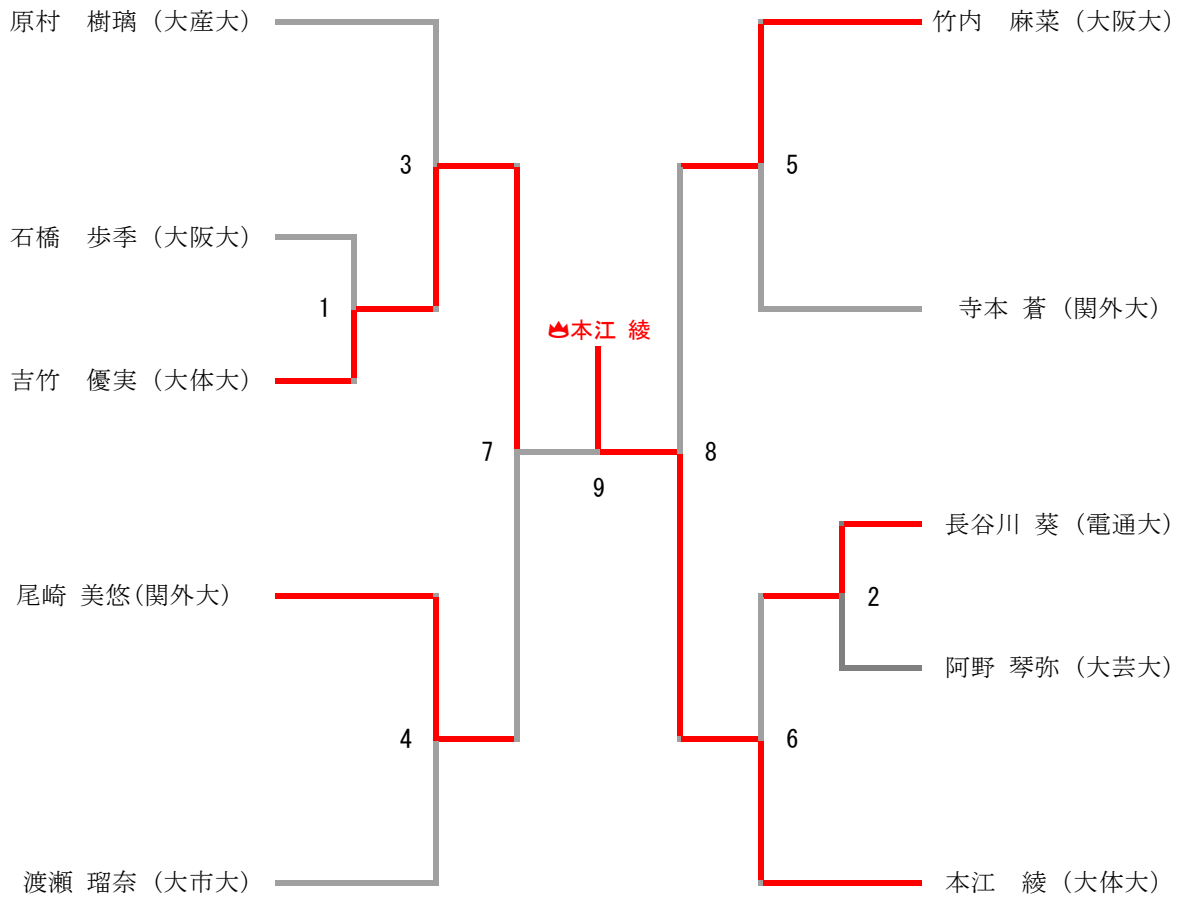 原村　樹璃（大産大）
竹内　麻菜（大阪大）
3
5
石橋　歩季（大阪大）
1
寺本 蒼（関外大）
本江 綾
吉竹　優実（大体大）
7
8
9
長谷川 葵（電通大）
尾崎 美悠(関外大）
2
阿野 琴弥（大芸大）
4
6
渡瀬 瑠奈（大市大）
本江　綾（大体大）